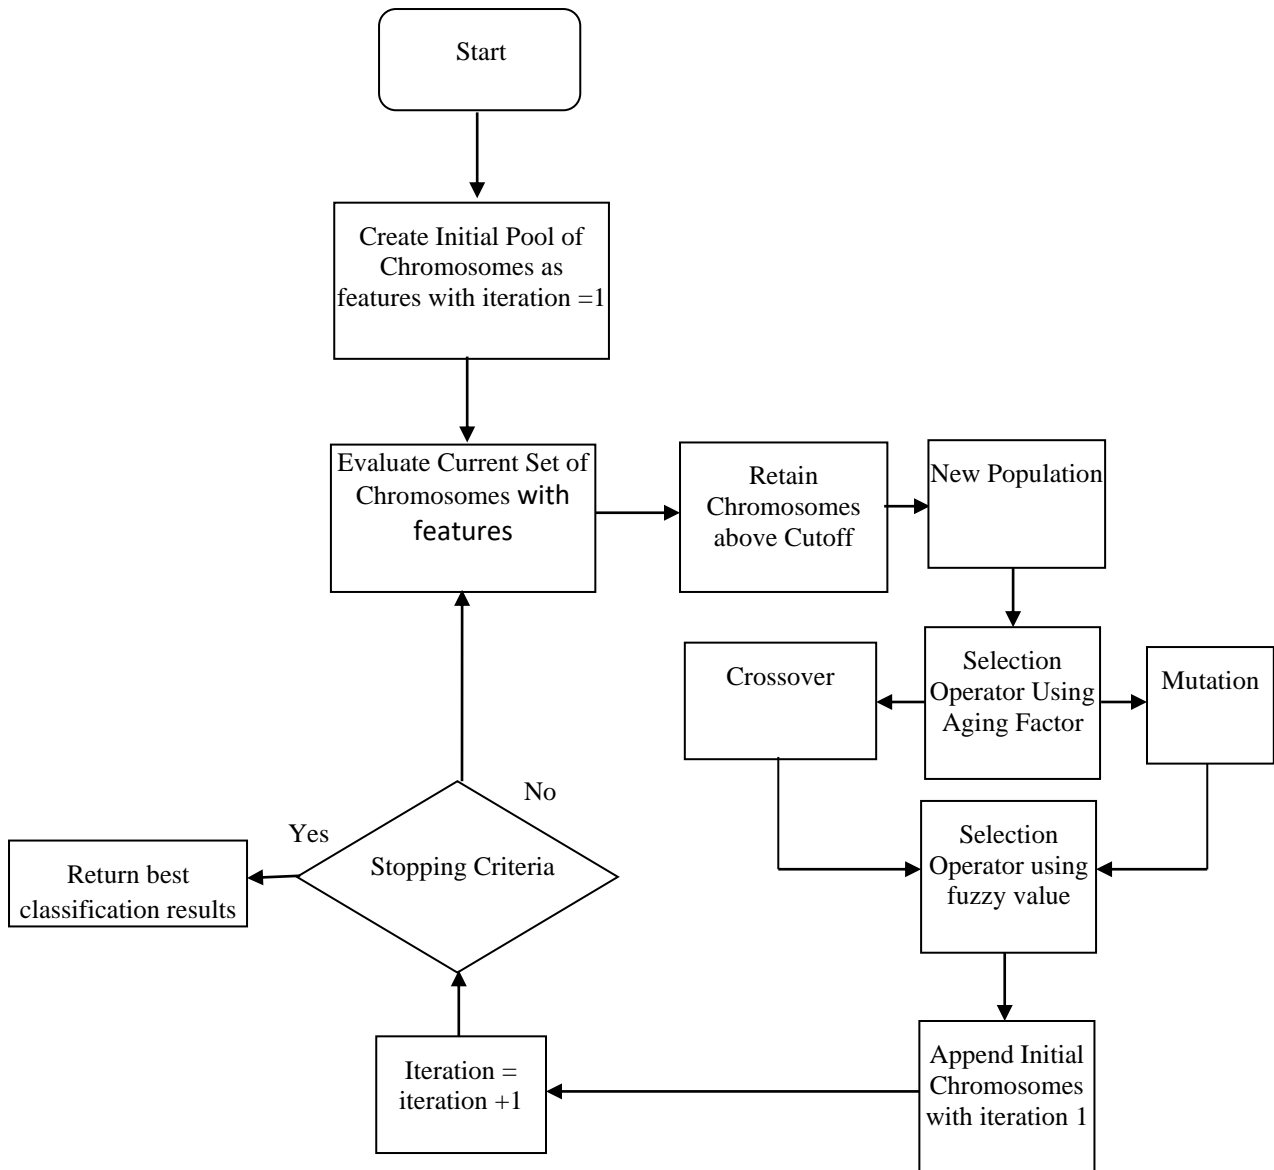 Start
Create Initial Pool of
Chromosomes as
features with iteration =1
Evaluate Current Set of
Chromosomes with
features
Retain
Chromosomes
above Cutoff
New Population
Selection
Operator Using
Aging Factor
Crossover
Mutation
Selection
Operator using
fuzzy value
Append Initial
Chromosomes
with iteration 1
Iteration =
iteration +1
Stopping Criteria
No
Yes
Return best
classification results